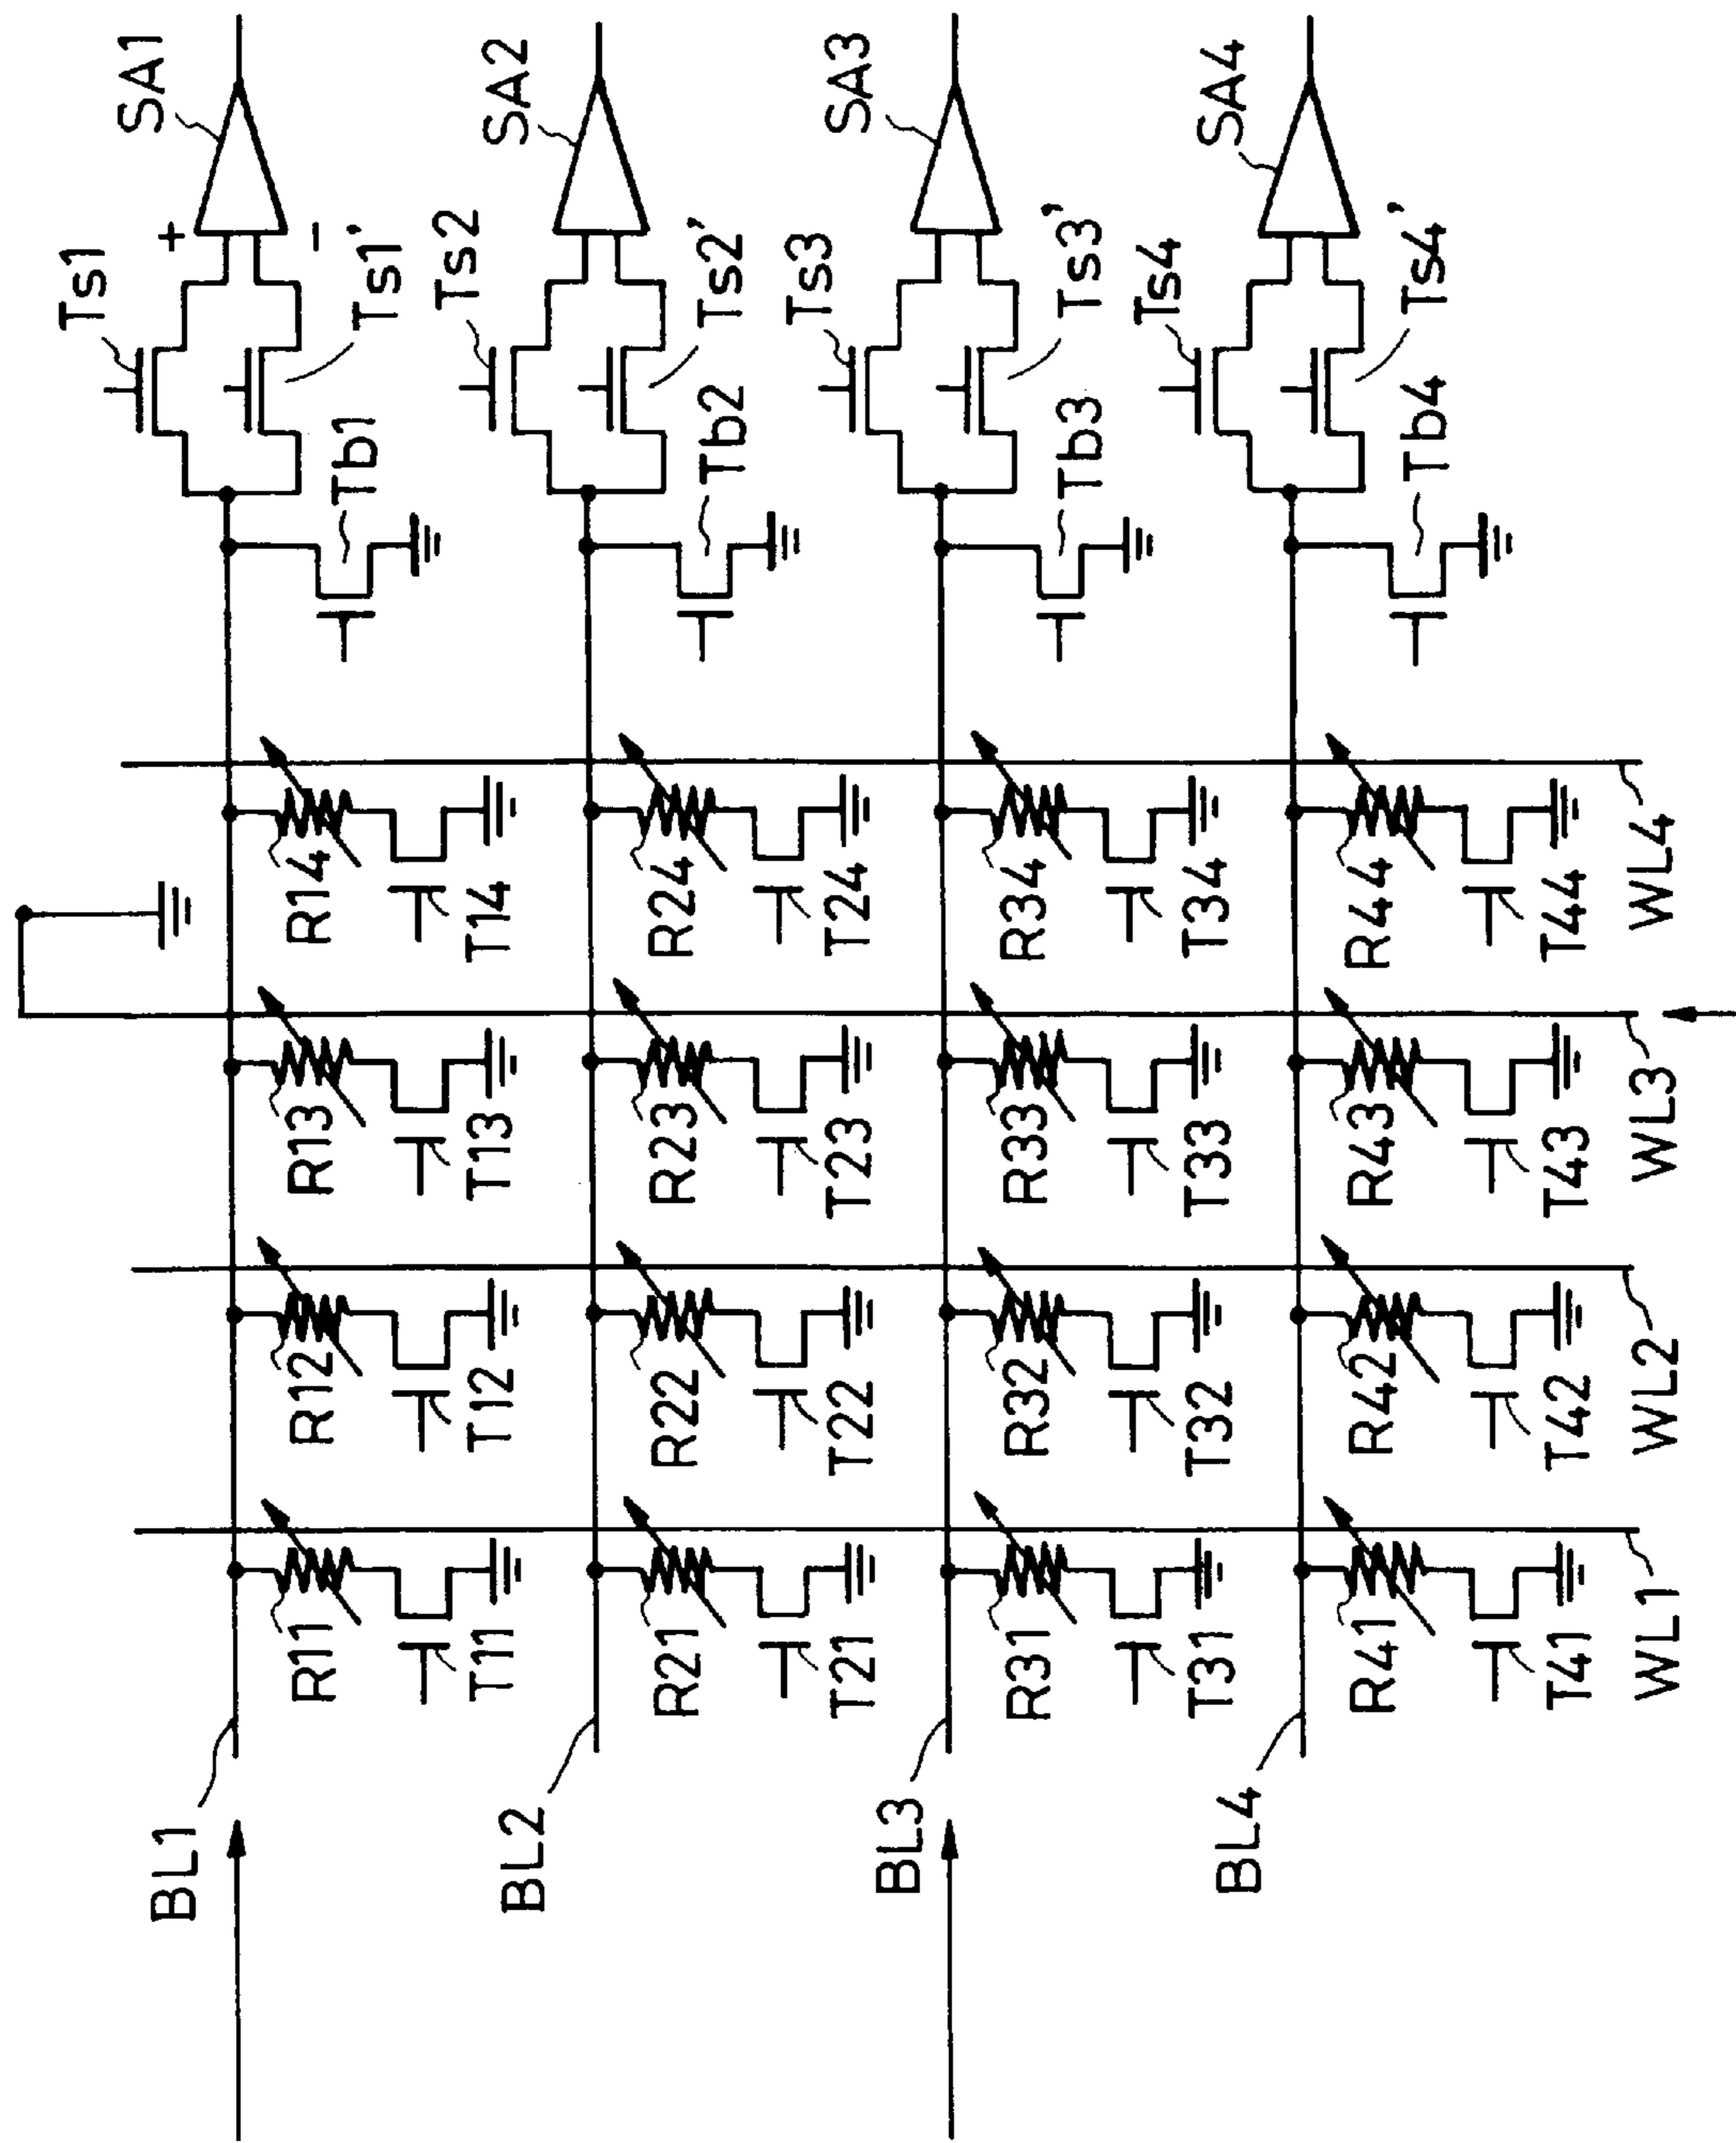 SA1
SA2
SA3
SA4
Ts1
+
−
Ts1'
Ts2
Ts2'
Ts3
Ts3'
Ts4
Ts4'
Tb1
Tb2
Tb3
Tb4
R14
T14
R24
T24
R34
T34
R44
T44
WL4
R13
T13
R23
T23
R33
T33
R43
T43
WL3
R12
T12
R22
T22
R32
T32
R42
T42
WL2
R11
T11
R21
T21
R31
T31
R41
T41
WL1
BL1
BL2
BL3
BL4